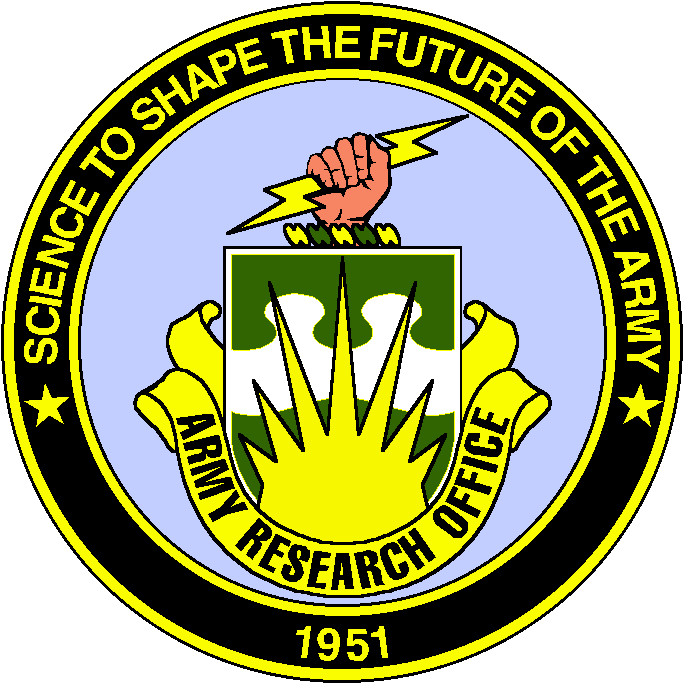 SCIENCE TO SHAPE THE FUTURE OF THE ARMY
ARMY RESEARCH OFFICE
1951